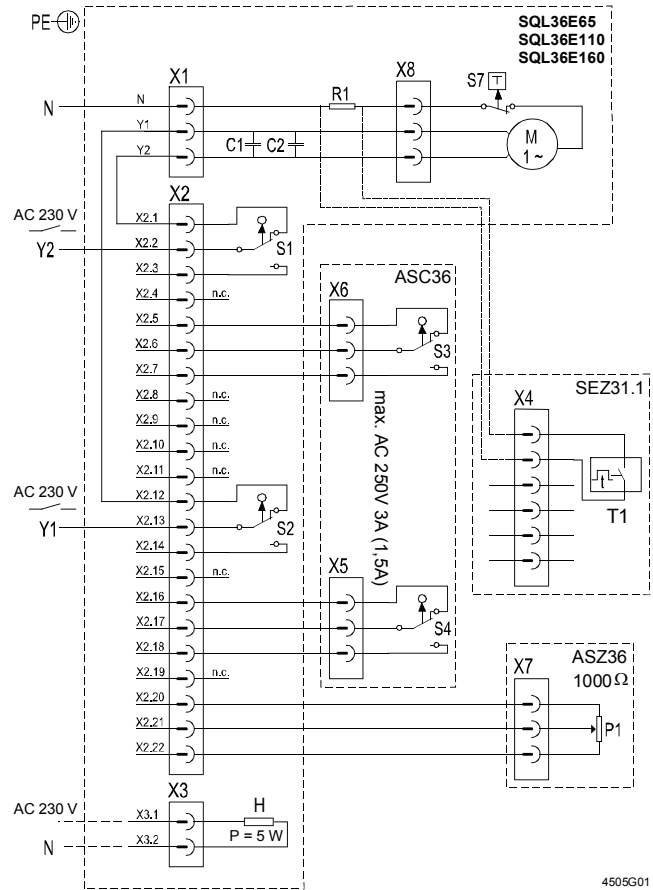 PE
SQL36E65
SQL36E110
SQL36E160
X1
X8
S7
T
N
N
R1
Y1
Y2
C1
C2
M
1 ~
X2
AC 230 V
Y2
X2.1
X2.2
S1
X2.3
X2.4
n.c.
ASC36
X6
X2.5
X2.6
S3
X2.7
max. AC 250V 3A (1,5A)
SEZ31.1
X4
t
T1
X2.8
n.c.
X2.9
n.c.
X2.10
n.c.
X2.11
n.c.
AC 230 V
Y1
X2.12
X2.13
S2
X2.14
X2.15
n.c.
X5
X2.16
X2.17
S4
X2.18
X2.19
n.c.
ASZ36
1000 Ω
X7
X2.20
X2.21
P1
X2.22
X3
AC 230 V
X3.1
H
P = 5 W
N
X3.2
4505G01